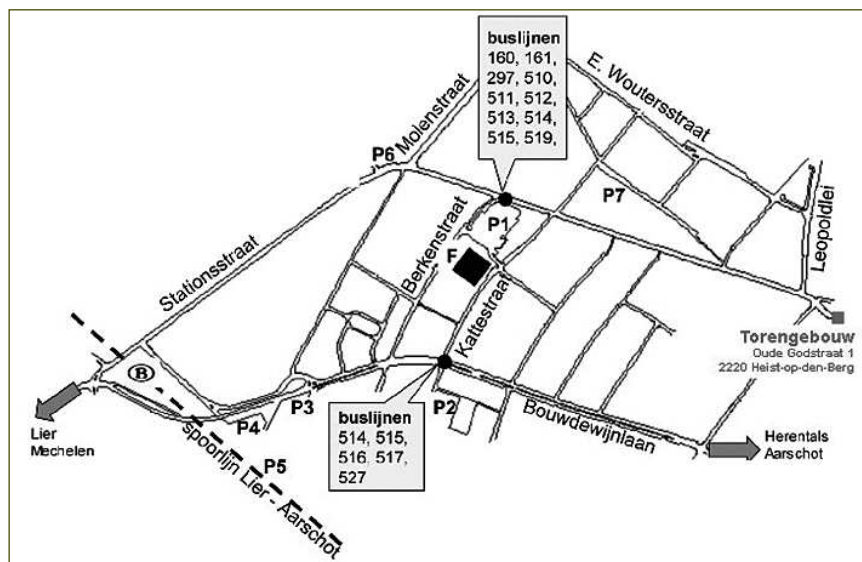 buslijnen
160, 161,
297, 510,
511, 512,
513, 514,
515, 519,
E. Woutersstraat
Molenstraat
P6
P7
Leopoldlei
P1
Berkenstraat
F
Stationsstraat
Kattestraat
Torengebouw
Oude Godstraat 1
2220 Heist-op-den-Berg
B
P3
P2
buslijnen
514, 515,
516, 517,
527
Bouwdewijnlaan
P4
Lier
Mechelen
P5
Herentals
Aarschot
spoorlijn Lier - Aarschot